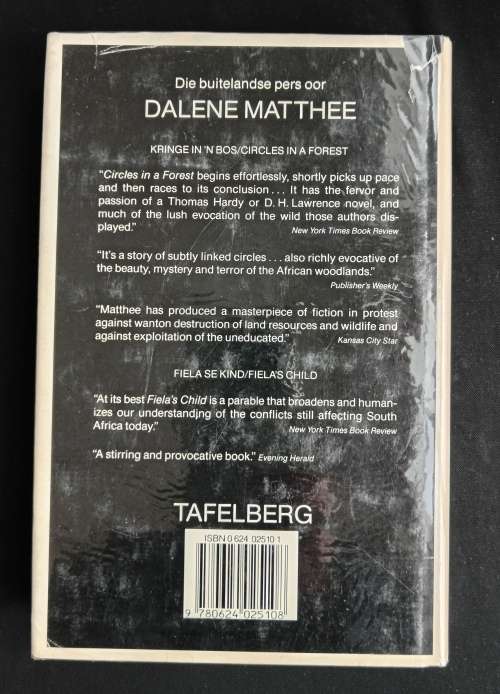 Die buitelandse pers oor
DALENE MATTHEE
KRINGE IN 'N BOS/CIRCLES IN A FOREST
"Circles in a Forest begins effortlessly, shortly picks up pace
and then races to its conclusion... It has the fervor and
passion of a Thomas Hardy or D. H. Lawrence novel, and
much of the lush evocation of the wild those authors dis-
played." New York Times Book Review
"It's a story of subtly linked circles... also richly evocative of
the beauty, mystery and terror of the African woodlands."
Publisher's Weekly
"Matthee has produced a masterpiece of fiction in protest
against wanton destruction of land resources and wildlife and
against exploitation of the uneducated." Kansas City Star
FIELA SE KIND/FIELA'S CHILD
"At its best Fiela's Child is a parable that broadens and human-
izes our understanding of the conflicts still affecting South
Africa today." New York Times Book Review
"A stirring and provocative book." Evening Herald
TAFELBERG
ISBN 0 624 02510 1
9 780624 025108